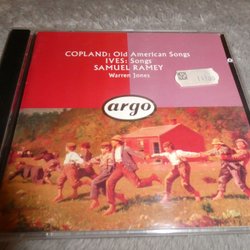 COPLAND: Old American Songs
IVES: Songs
SAMUEL RAMEY
Warren Jones
argo